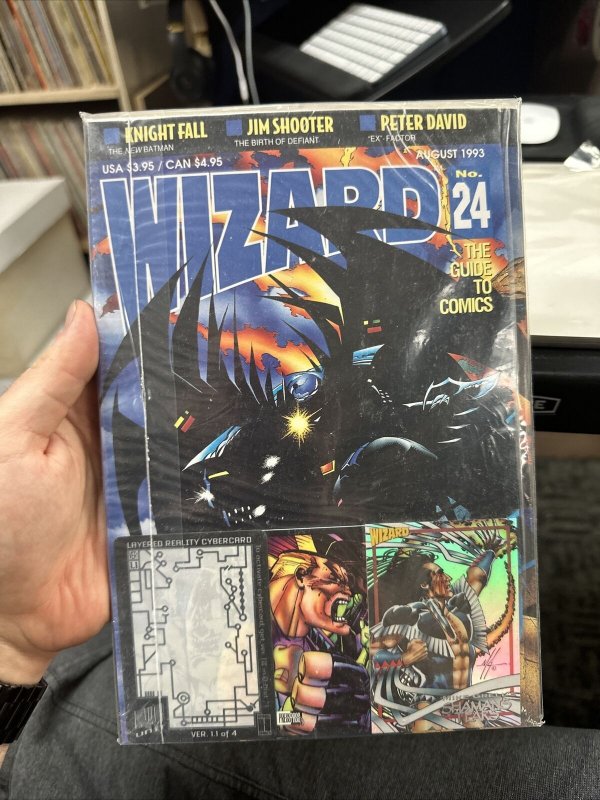 KNIGHT FALL
THE NEW BATMAN
JIM SHOOTER
THE BIRTH OF DEFIANT
PETER DAVID
"EX" FACTOR
USA $3.95 / CAN $4.95
AUGUST 1993
WIZARD
No.
24
THE
GUIDE
TO
COMICS
LAYERED REALITY CYBERCARD
VER. 1.1 of 4
WIZARD
SHAMAN'S